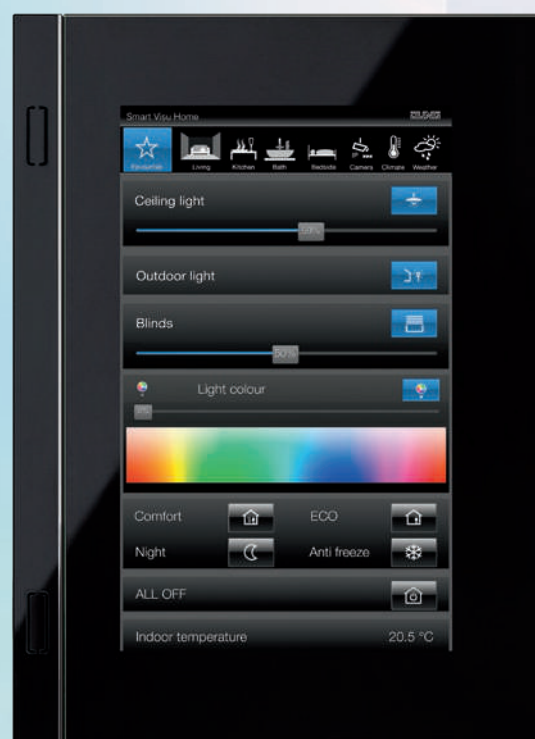 Smart Visu Home
JUNG
Favourites
Living
Kitchen
Bath
Bedside
Camera
Climate
Weather
Ceiling light
Outdoor light
Blinds
50%
Light colour
Comfort
ECO
Night
Anti freeze
ALL OFF
Indoor temperature
20.5 °C